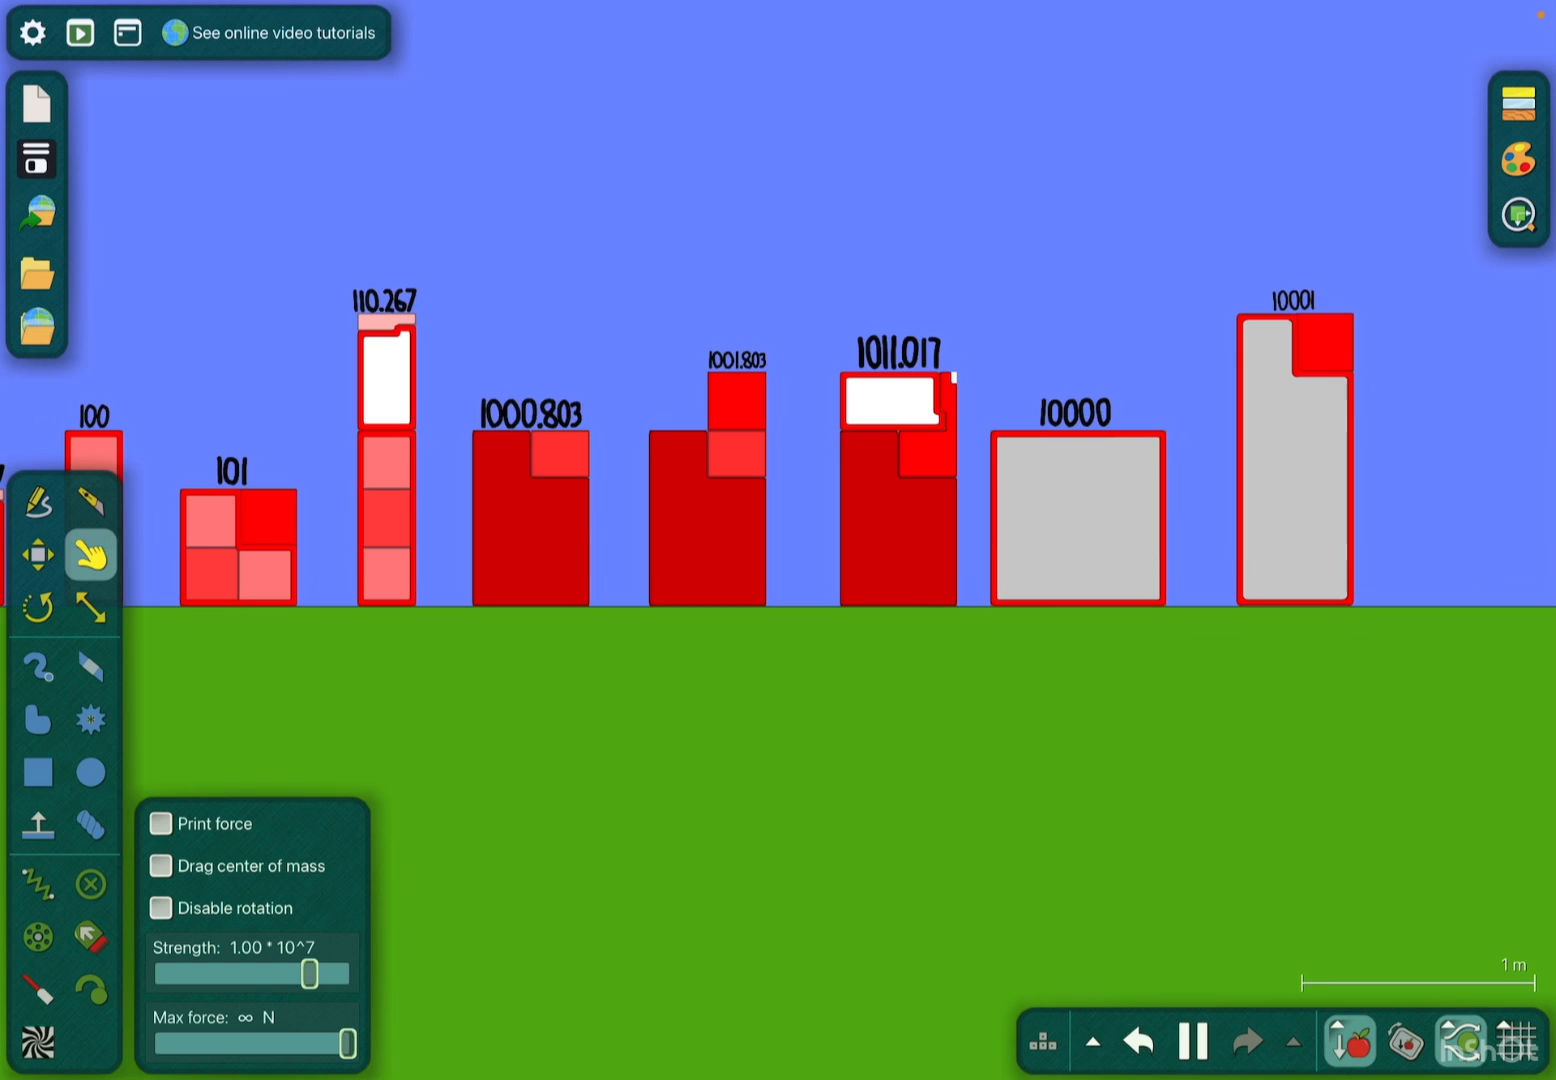 See online video tutorials
110.267
10001
1011.017
1001.803
100
1000.803
10000
101
Print force
Drag center of mass
Disable rotation
Strength: 1.00 * 10^7
Max force: ∞ N
1 m
InShOt